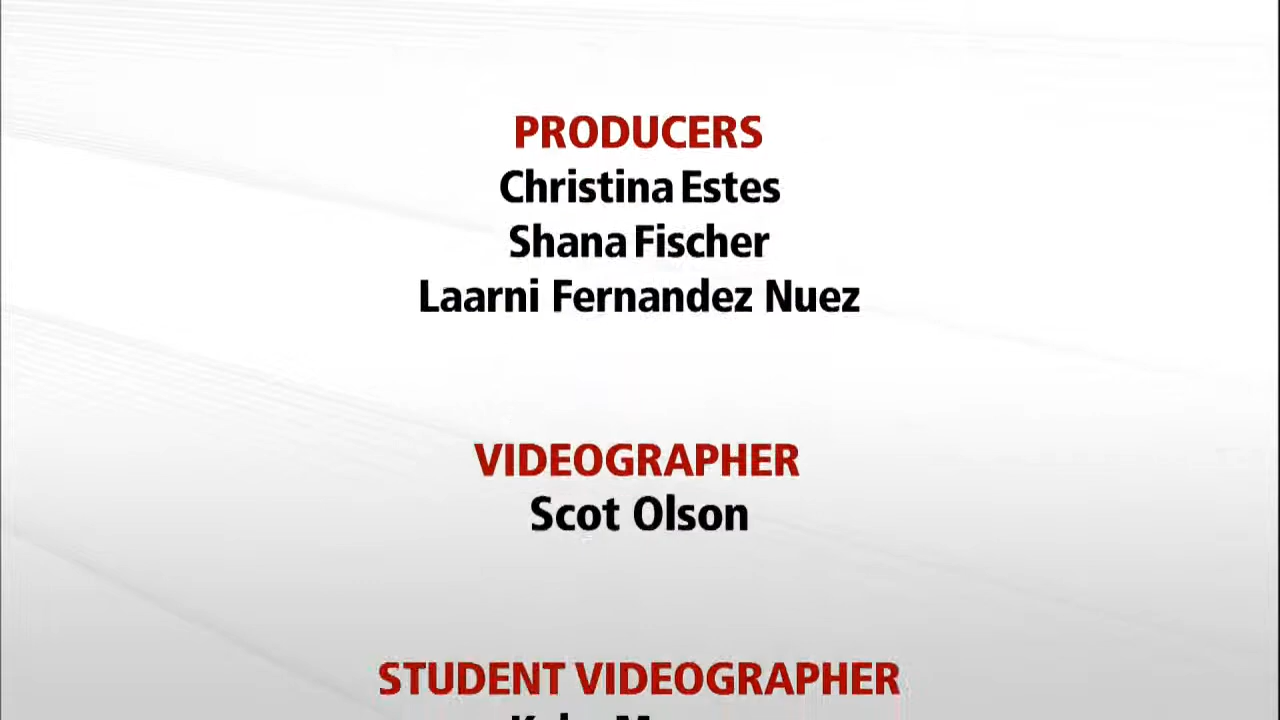 PRODUCERS
Christina Estes
Shana Fischer
Laarni Fernandez Nuez
VIDEOGRAPHER
Scot Olson
STUDENT VIDEOGRAPHER